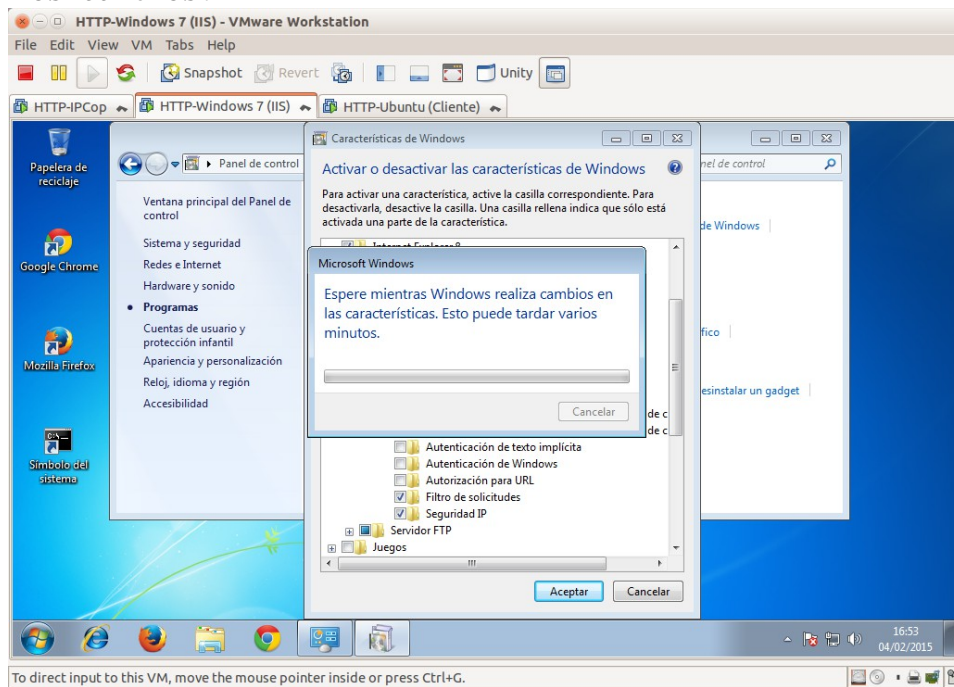 HTTP-Windows 7 (IIS) - VMware Workstation
File Edit View VM Tabs Help
Snapshot Revert Unity
HTTP-IPCop HTTP-Windows 7 (IIS) HTTP-Ubuntu (Cliente)
Papelera de
reciclaje
Google Chrome
Mozilla Firefox
Símbolo del
sistema
Panel de control
Ventana principal del Panel de
control
Sistema y seguridad
Redes e Internet
Hardware y sonido
Programas
Cuentas de usuario y
protección infantil
Apariencia y personalización
Reloj, idioma y región
Accesibilidad
Características de Windows
Activar o desactivar las características de Windows
Para activar una característica, active la casilla correspondiente. Para
desactivarla, desactive la casilla. Una casilla rellena indica que sólo está
activada una parte de la característica.
Internet Explorer 8
Microsoft Windows
Espere mientras Windows realiza cambios en
las características. Esto puede tardar varios
minutos.
Cancelar
de c
de c
Autenticación de texto implícita
Autenticación de Windows
Autorización para URL
Filtro de solicitudes
Seguridad IP
Servidor FTP
Juegos
Aceptar Cancelar
de control
de Windows
esinstalar un gadget
16:53
04/02/2015
To direct input to this VM, move the mouse pointer inside or press Ctrl+G.